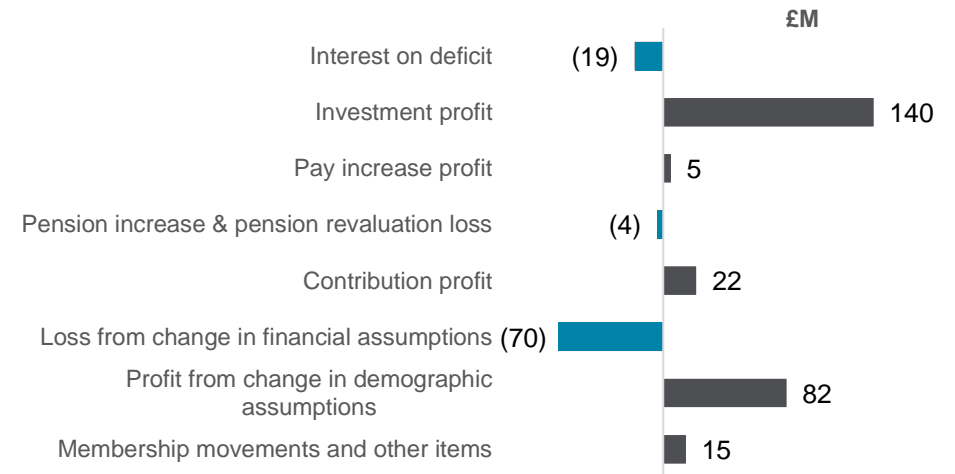 £M
Interest on deficit (19)
Investment profit 140
Pay increase profit 5
Pension increase & pension revaluation loss (4)
Contribution profit 22
Loss from change in financial assumptions (70)
Profit from change in demographic
assumptions 82
Membership movements and other items 15